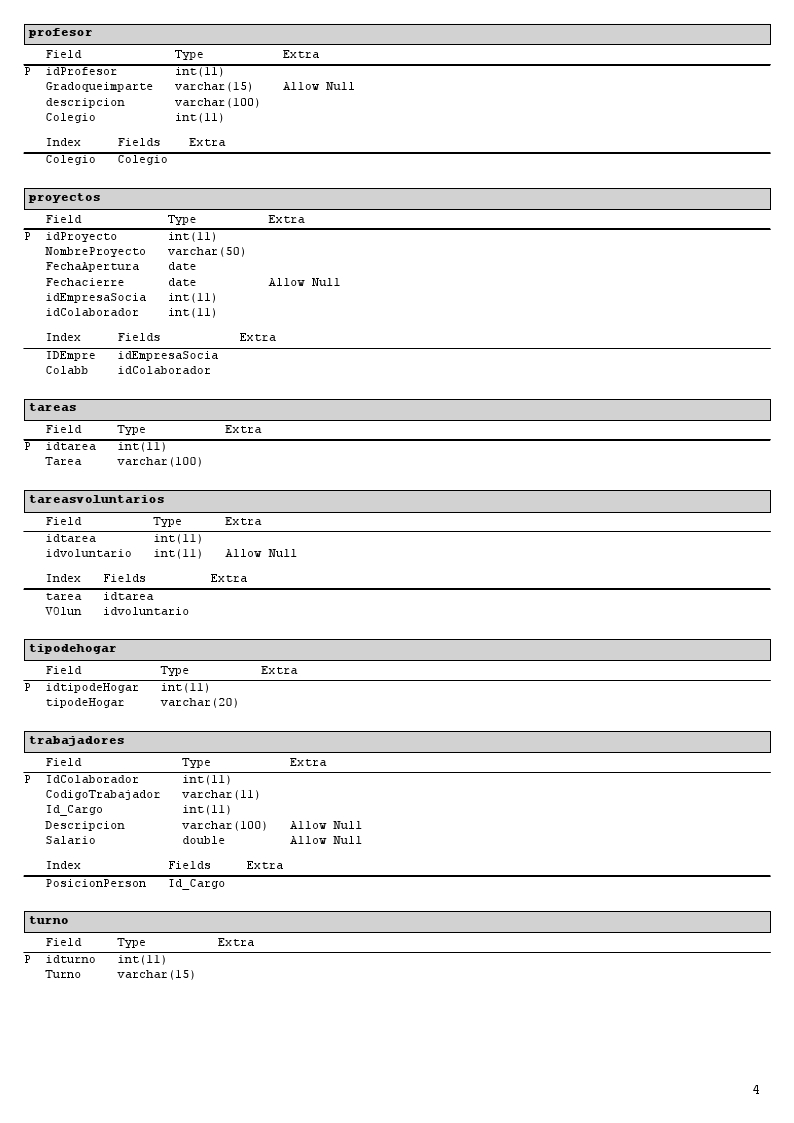 profesor
Field Type Extra
P idProfesor int(11)
Gradoqueimparte varchar(15) Allow Null
descripcion varchar(100)
Colegio int(11)
Index Fields Extra
Colegio Colegio
proyectos
Field Type Extra
P idProyecto int(11)
NombreProyecto varchar(50)
FechaApertura date
Fechacierre date Allow Null
idEmpresaSocia int(11)
idColaborador int(11)
Index Fields Extra
IDEmpre idEmpresaSocia
Colabb idColaborador
tareas
Field Type Extra
P idtarea int(11)
Tarea varchar(100)
tareasvoluntarios
Field Type Extra
idtarea int(11)
idvoluntario int(11) Allow Null
Index Fields Extra
tarea idtarea
VOlun idvoluntario
tipodehogar
Field Type Extra
P idtipodeHogar int(11)
tipodeHogar varchar(20)
trabajadores
Field Type Extra
P IdColaborador int(11)
CodigoTrabajador varchar(11)
Id_Cargo int(11)
Descripcion varchar(100) Allow Null
Salario double Allow Null
Index Fields Extra
PosicionPerson Id_Cargo
turno
Field Type Extra
P idturno int(11)
Turno varchar(15)
4